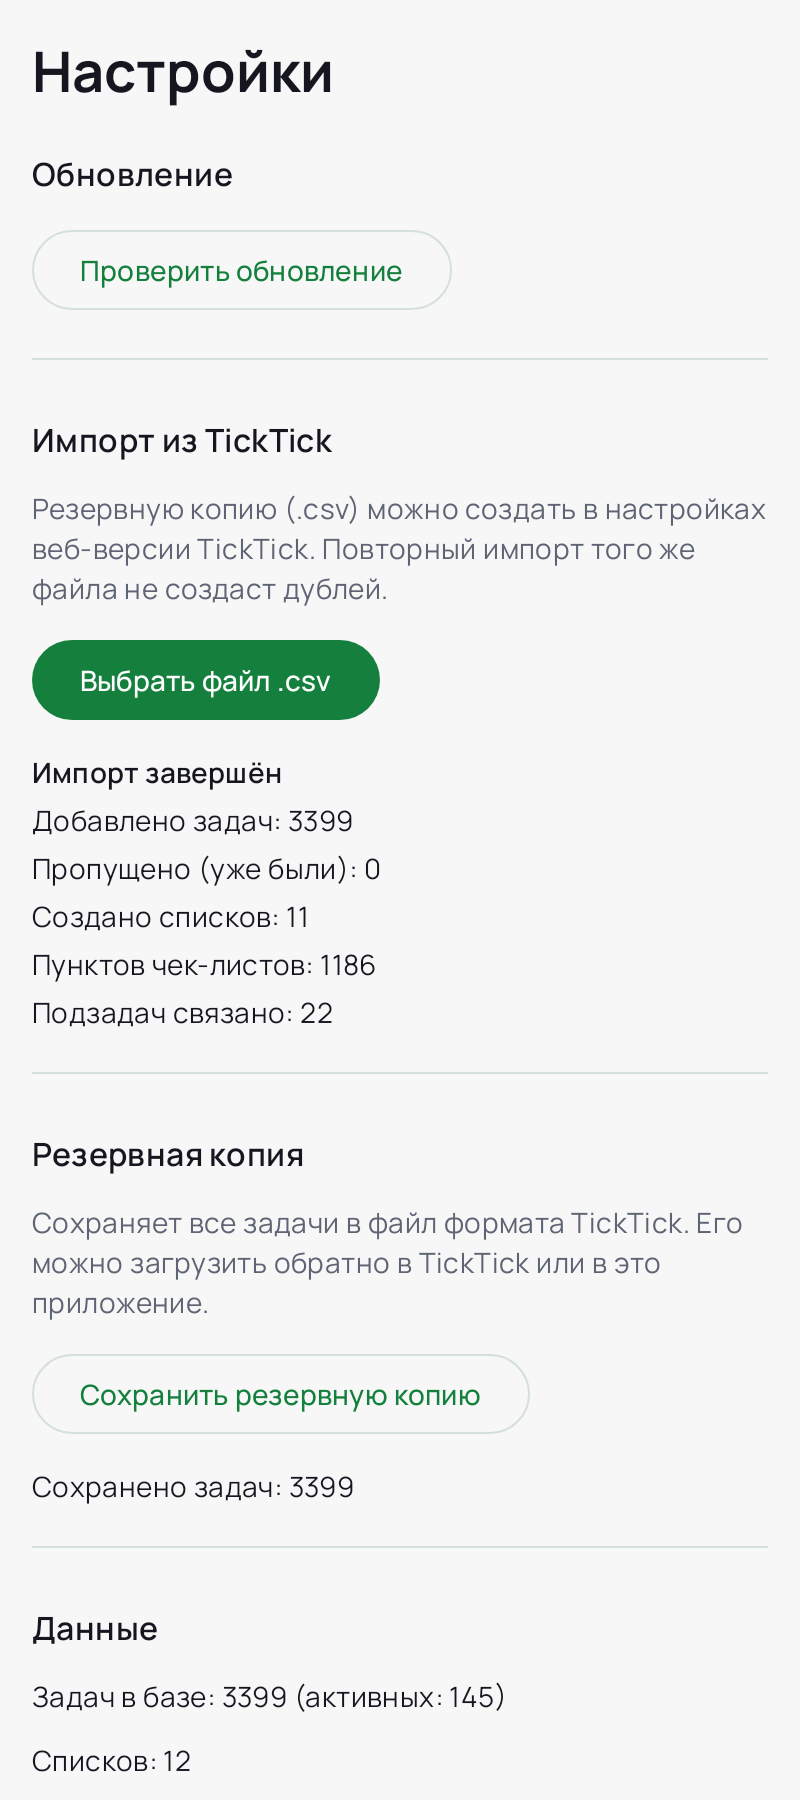 Настройки
Обновление
Проверить обновление
Импорт из TickTick
Резервную копию (.csv) можно создать в настройках
веб-версии TickTick. Повторный импорт того же
файла не создаст дублей.
Выбрать файл .csv
Импорт завершён
Добавлено задач: 3399
Пропущено (уже были): 0
Создано списков: 11
Пунктов чек-листов: 1186
Подзадач связано: 22
Резервная копия
Сохраняет все задачи в файл формата TickTick. Его
можно загрузить обратно в TickTick или в это
приложение.
Сохранить резервную копию
Сохранено задач: 3399
Данные
Задач в базе: 3399 (активных: 145)
Списков: 12